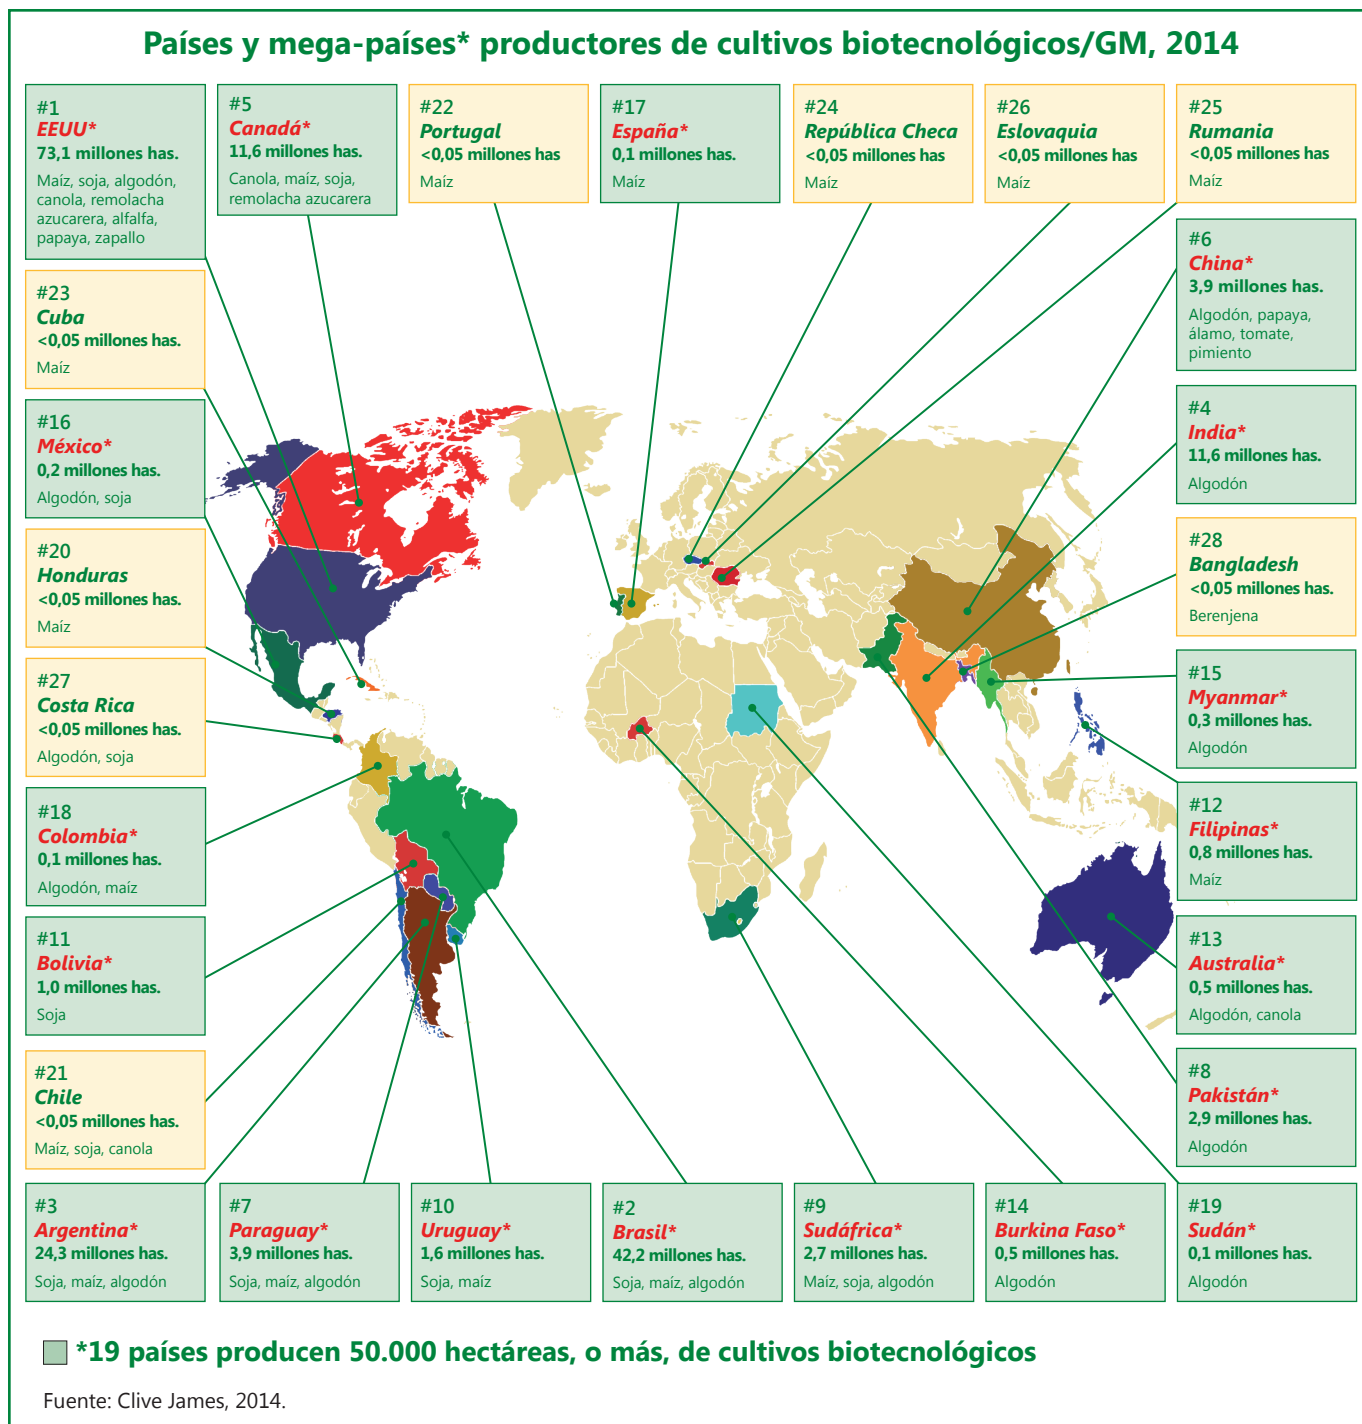 Países y mega-países* productores de cultivos biotecnológicos/GM, 2014
#1
EEUU*
73,1 millones has.
Maíz, soja, algodón,
canola, remolacha
azucarera, alfalfa,
papaya, zapallo
#5
Canadá*
11,6 millones has.
Canola, maíz, soja,
remolacha azucarera
#22
Portugal
<0,05 millones has
Maíz
#17
España*
0,1 millones has.
Maíz
#24
República Checa
<0,05 millones has
Maíz
#26
Eslovaquia
<0,05 millones has
Maíz
#25
Rumania
<0,05 millones has
Maíz
#23
Cuba
<0,05 millones has.
Maíz
#16
México*
0,2 millones has.
Algodón, soja
#20
Honduras
<0,05 millones has.
Maíz
#27
Costa Rica
<0,05 millones has.
Algodón, soja
#18
Colombia*
0,1 millones has.
Algodón, maíz
#11
Bolivia*
1,0 millones has.
Soja
#21
Chile
<0,05 millones has.
Maíz, soja, canola
#6
China*
3,9 millones has.
Algodón, papaya,
álamo, tomate,
pimiento
#4
India*
11,6 millones has.
Algodón
#28
Bangladesh
<0,05 millones has.
Berenjena
#15
Myanmar*
0,3 millones has.
Algodón
#12
Filipinas*
0,8 millones has.
Maíz
#13
Australia*
0,5 millones has.
Algodón, canola
#8
Pakistán*
2,9 millones has.
Algodón
#3
Argentina*
24,3 millones has.
Soja, maíz, algodón
#7
Paraguay*
3,9 millones has.
Soja, maíz, algodón
#10
Uruguay*
1,6 millones has.
Soja, maíz
#2
Brasil*
42,2 millones has.
Soja, maíz, algodón
#9
Sudáfrica*
2,7 millones has.
Maíz, soja, algodón
#14
Burkina Faso*
0,5 millones has.
Algodón
#19
Sudán*
0,1 millones has.
Algodón
*19 países producen 50.000 hectáreas, o más, de cultivos biotecnológicos
Fuente: Clive James, 2014.